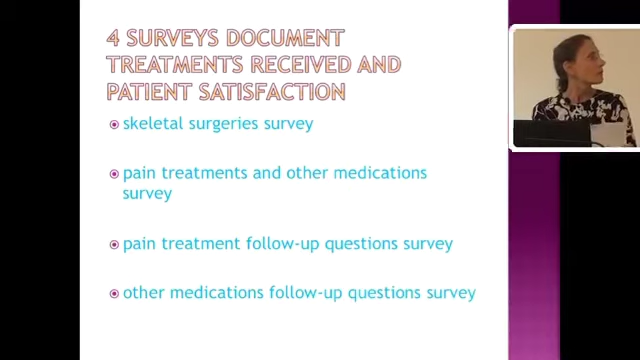 4 SURVEYS DOCUMENT
TREATMENTS RECEIVED AND
PATIENT SATISFACTION
skeletal surgeries survey
pain treatments and other medications
survey
pain treatment follow-up questions survey
other medications follow-up questions survey